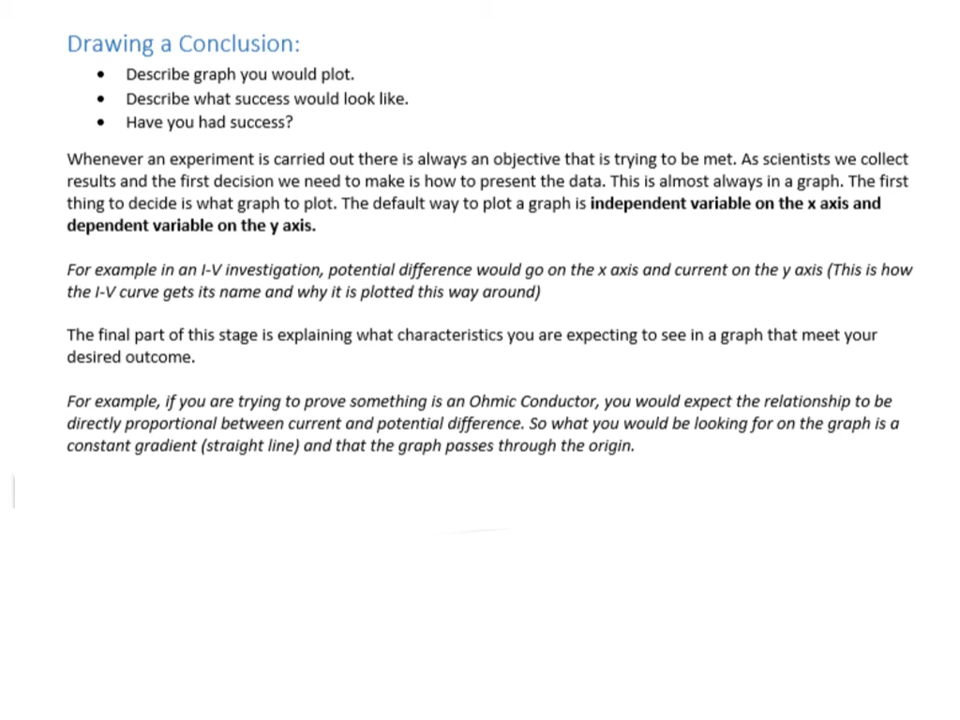 Drawing a Conclusion:
• Describe graph you would plot.
• Describe what success would look like.
• Have you had success?
Whenever an experiment is carried out there is always an objective that is trying to be met. As scientists we collect
results and the first decision we need to make is how to present the data. This is almost always in a graph. The first
thing to decide is what graph to plot. The default way to plot a graph is independent variable on the x axis and
dependent variable on the y axis.
For example in an I-V investigation, potential difference would go on the x axis and current on the y axis (This is how
the I-V curve gets its name and why it is plotted this way around)
The final part of this stage is explaining what characteristics you are expecting to see in a graph that meet your
desired outcome.
For example, if you are trying to prove something is an Ohmic Conductor, you would expect the relationship to be
directly proportional between current and potential difference. So what you would be looking for on the graph is a
constant gradient (straight line) and that the graph passes through the origin.